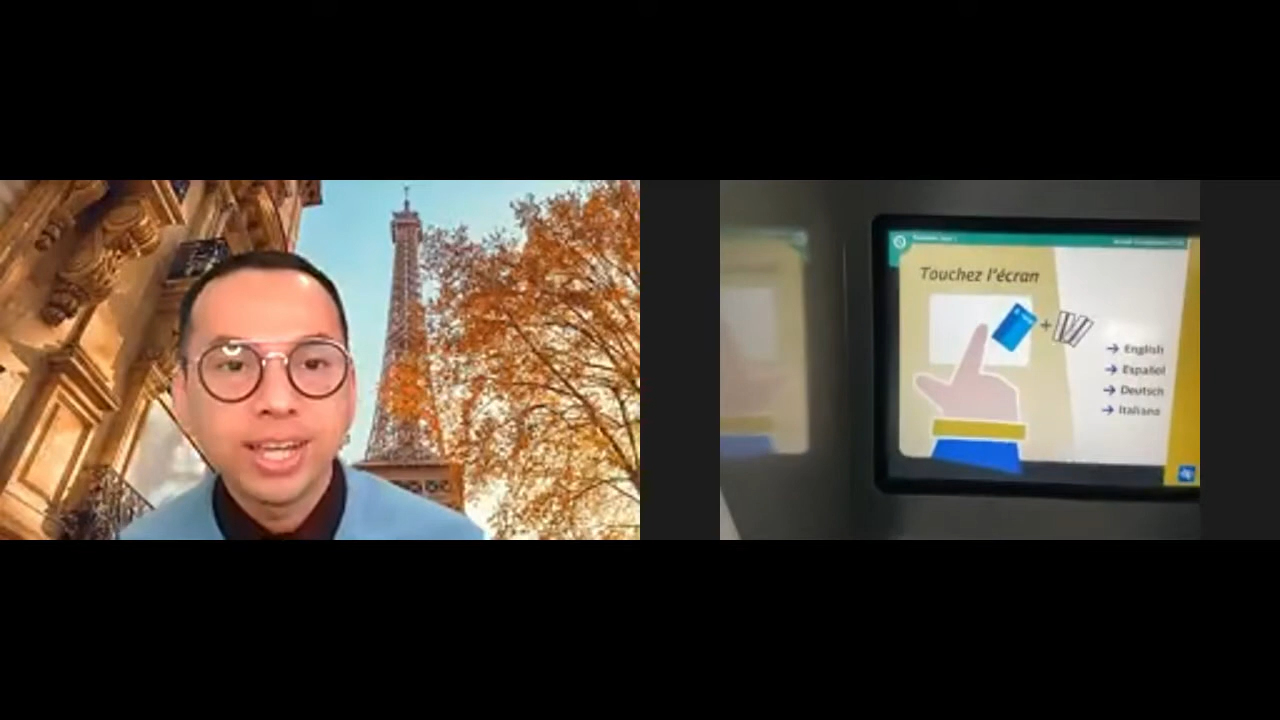 Touchez l'écran
→ English
→ Español
→ Deutsch
→ Italiano